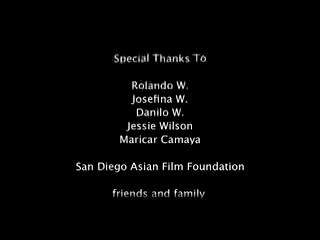 Special Thanks To
Rolando W.
Josefina W.
Danilo W.
Jessie Wilson
Maricar Camaya
San Diego Asian Film Foundation
friends and family